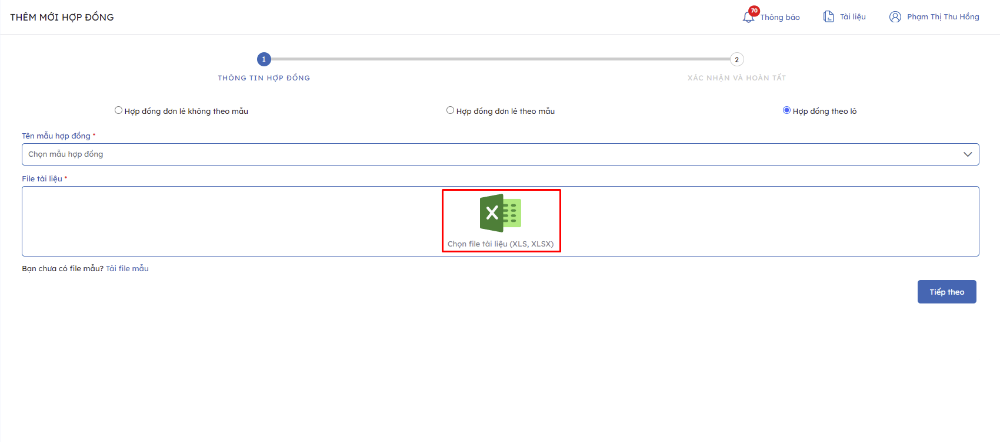 THÊM MỚI HỢP ĐỒNG
70
Thông báo
Tài liệu
Phạm Thị Thu Hồng
1
2
THÔNG TIN HỢP ĐỒNG
XÁC NHẬN VÀ HOÀN TẤT
Hợp đồng đơn lẻ không theo mẫu
Hợp đồng đơn lẻ theo mẫu
Hợp đồng theo lô
Tên mẫu hợp đồng *
Chọn mẫu hợp đồng
File tài liệu *
X
Chọn file tài liệu (XLS, XLSX)
Bạn chưa có file mẫu? Tải file mẫu
Tiếp theo